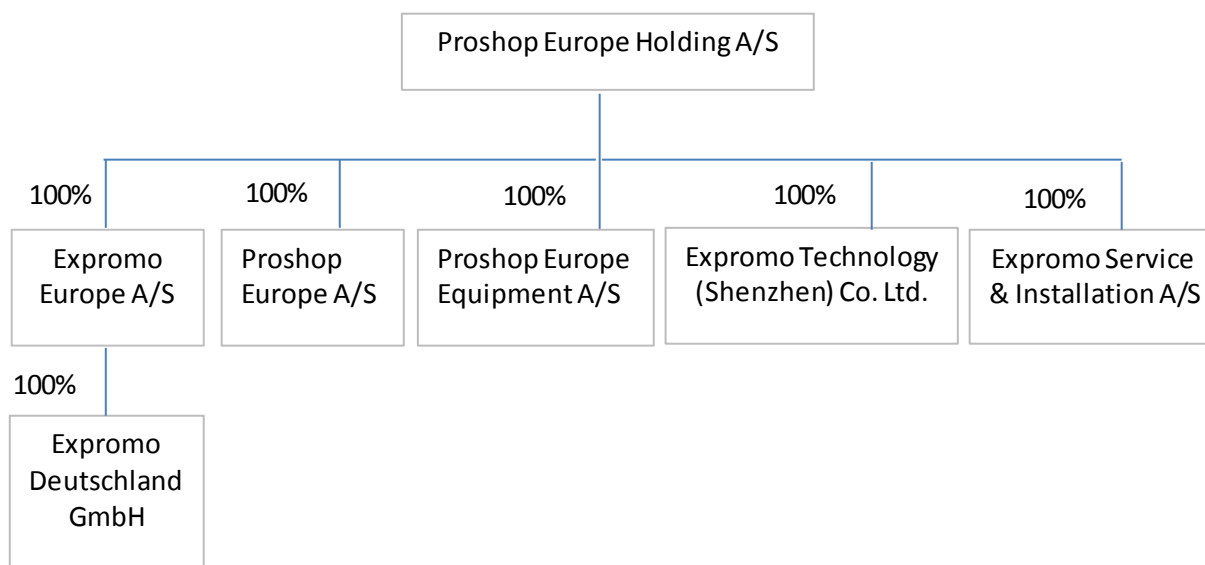 Proshop Europe Holding A/S
100%
100%
100%
100%
100%
Expromo
Europe A/S
Proshop
Europe A/S
Proshop Europe
Equipment A/S
Expromo Technology
(Shenzhen) Co. Ltd.
Expromo Service
& Installation A/S
100%
Expromo
Deutschland
GmbH